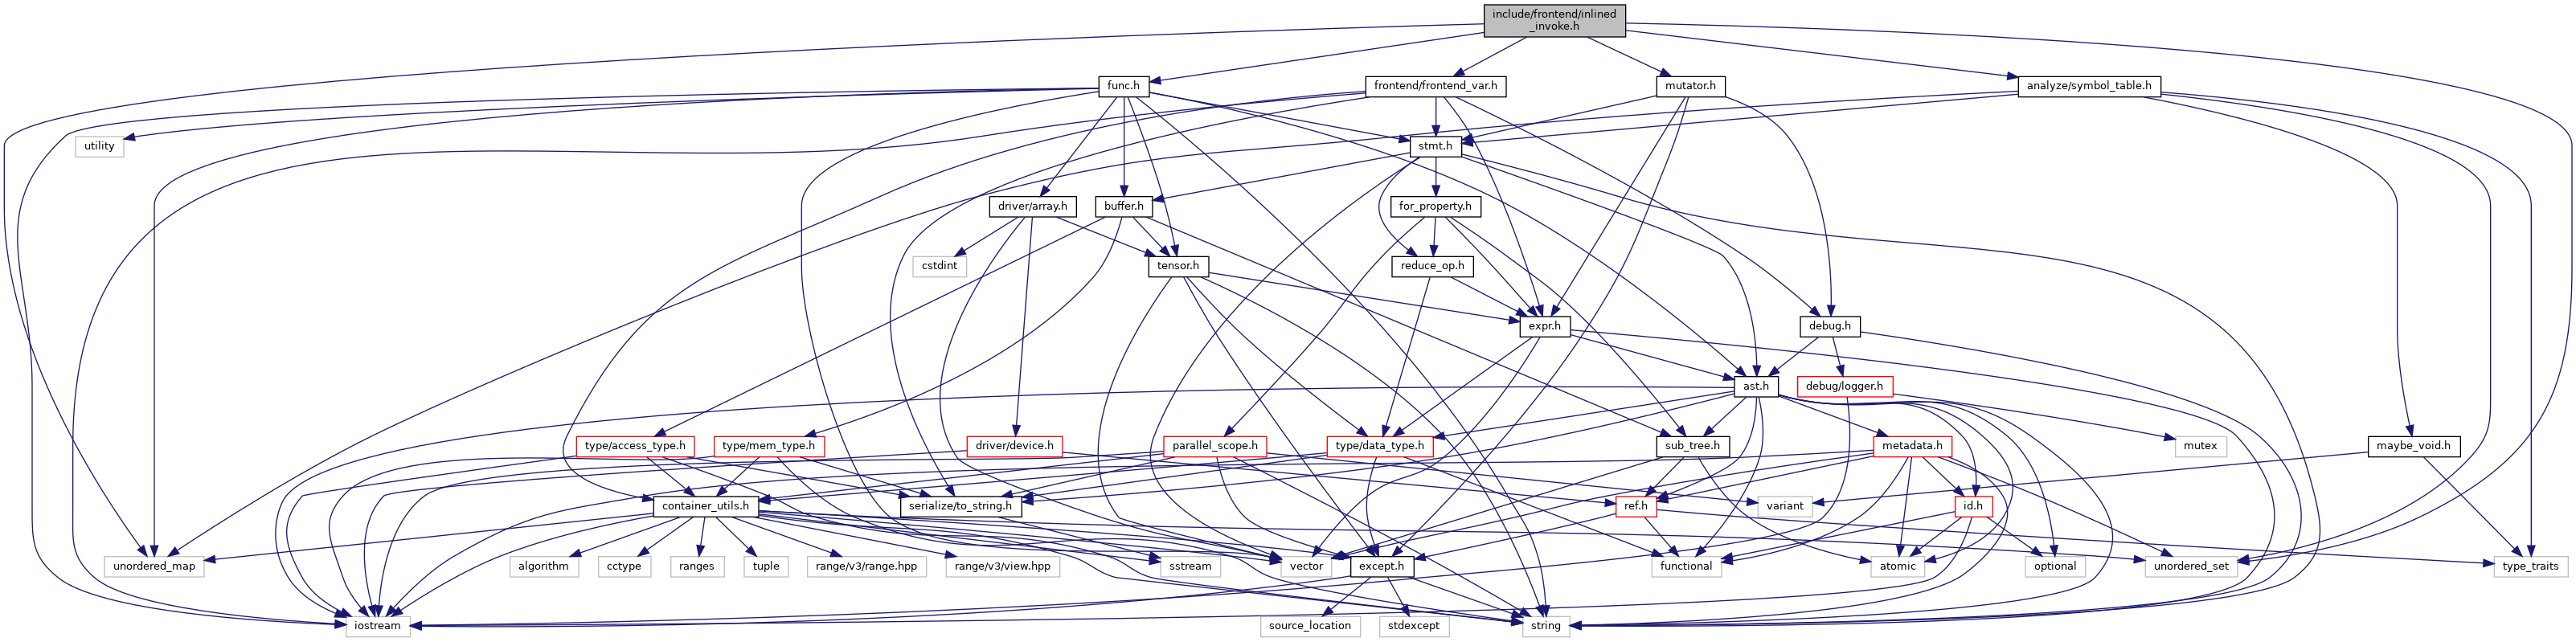 include/frontend/inlined
_invoke.h
func.h
frontend/frontend_var.h
mutator.h
analyze/symbol_table.h
utility
stmt.h
driver/array.h
buffer.h
for_property.h
cstdint
tensor.h
reduce_op.h
expr.h
debug.h
ast.h
debug/logger.h
type/access_type.h
type/mem_type.h
driver/device.h
parallel_scope.h
type/data_type.h
sub_tree.h
metadata.h
mutex
maybe_void.h
container_utils.h
serialize/to_string.h
ref.h
variant
id.h
unordered_map
algorithm
cctype
ranges
tuple
range/v3/range.hpp
range/v3/view.hpp
sstream
vector
except.h
functional
atomic
optional
unordered_set
type_traits
iostream
source_location
stdexcept
string